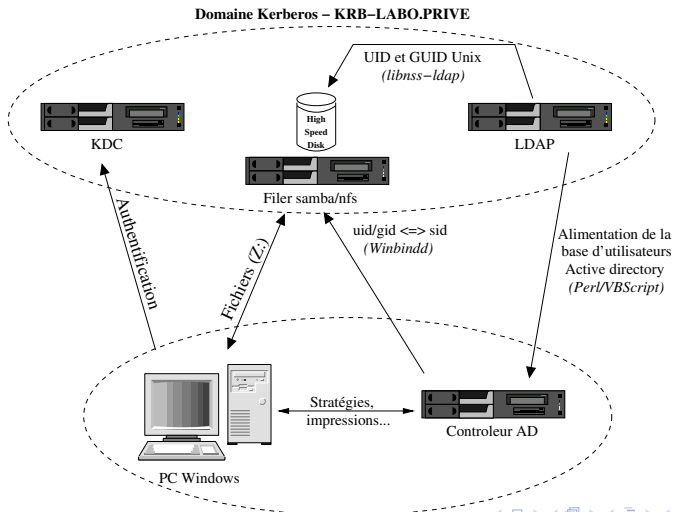 Domaine Kerberos – KRB–LABO.PRIVE
UID et GUID Unix
(libnss–ldap)
High
Speed
Disk
KDC
LDAP
Filer samba/nfs
Authentification
Fichiers (Z:)
uid/gid <=> sid
(Winbindd)
Alimentation de la
base d'utilisateurs
Active directory
(Perl/VBScript)
Stratégies,
impressions...
Controleur AD
PC Windows